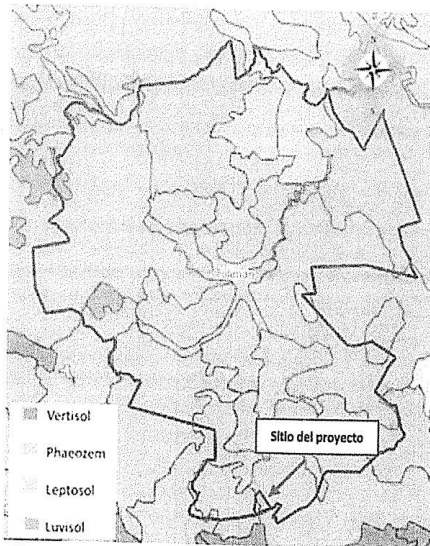 N
Vertisol
Phaeozem
Leptosol
Luvisol
Sitio del proyecto